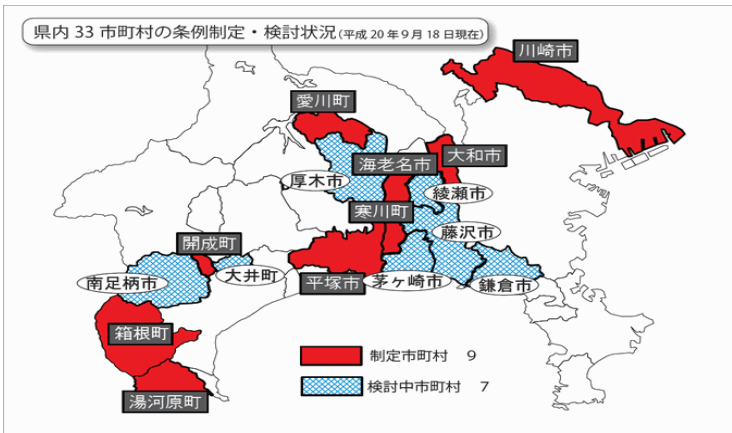 県内33市町村の条例制定・検討状況(平成20年9月18日現在)
川崎市
愛川町
海老名市
大和市
厚木市
綾瀬市
寒川町
藤沢市
開成町
大井町
南足柄市
平塚市
茅ヶ崎市
鎌倉市
箱根町
制定市町村 9
検討中市町村 7
湯河原町